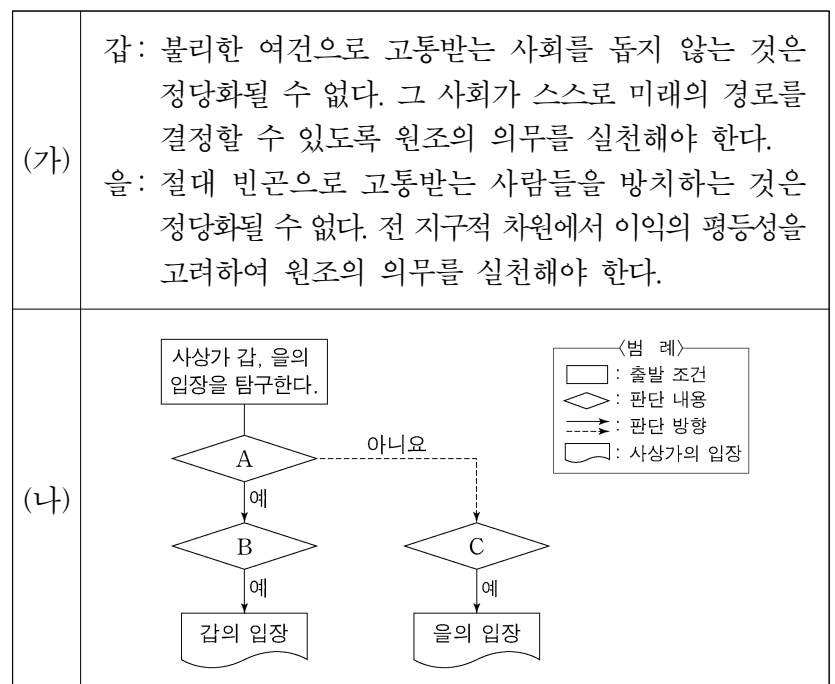 (가)
갑: 불리한 여건으로 고통받는 사회를 돕지 않는 것은
정당화될 수 없다. 그 사회가 스스로 미래의 경로를
결정할 수 있도록 원조의 의무를 실천해야 한다.
을: 절대 빈곤으로 고통받는 사람들을 방치하는 것은
정당화될 수 없다. 전 지구적 차원에서 이익의 평등성을
고려하여 원조의 의무를 실천해야 한다.
(나)
사상가 갑, 을의
입장을 탐구한다.
A
아니요
예
B
C
예
예
갑의 입장
을의 입장
〈범 례〉
: 출발 조건
: 판단 내용
: 판단 방향
: 사상가의 입장